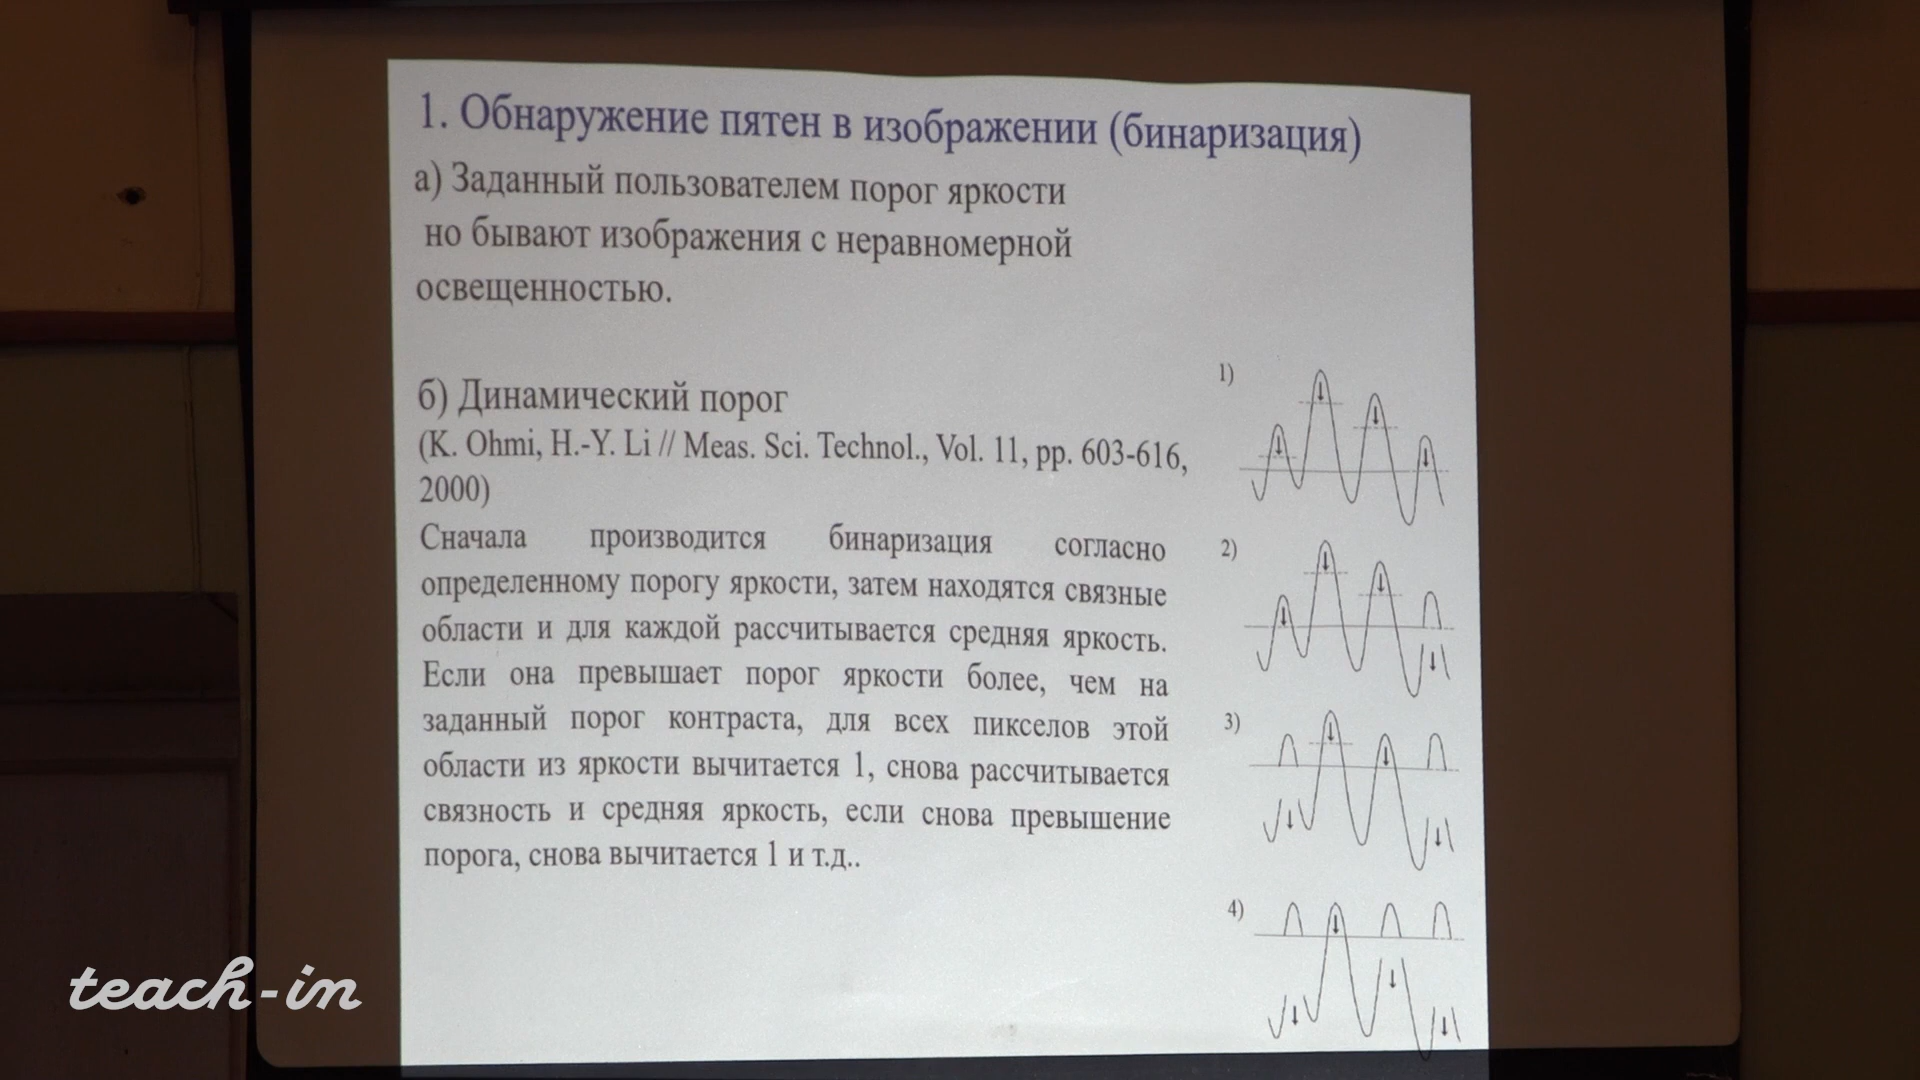 1. Обнаружение пятен в изображении (бинаризация)
а) Заданный пользователем порог яркости
но бывают изображения с неравномерной
освещенностью.
б) Динамический порог
(K. Ohmi, H.-Y. Li // Meas. Sci. Technol., Vol. 11, pp. 603-616,
2000)
Сначала производится бинаризация согласно
определенному порогу яркости, затем находятся связные
области и для каждой рассчитывается средняя яркость.
Если она превышает порог яркости более, чем на
заданный порог контраста, для всех пикселов этой
области из яркости вычитается 1, снова рассчитывается
связность и средняя яркость, если снова превышение
порога, снова вычитается 1 и т.д..
1)
2)
3)
4)
teach-in